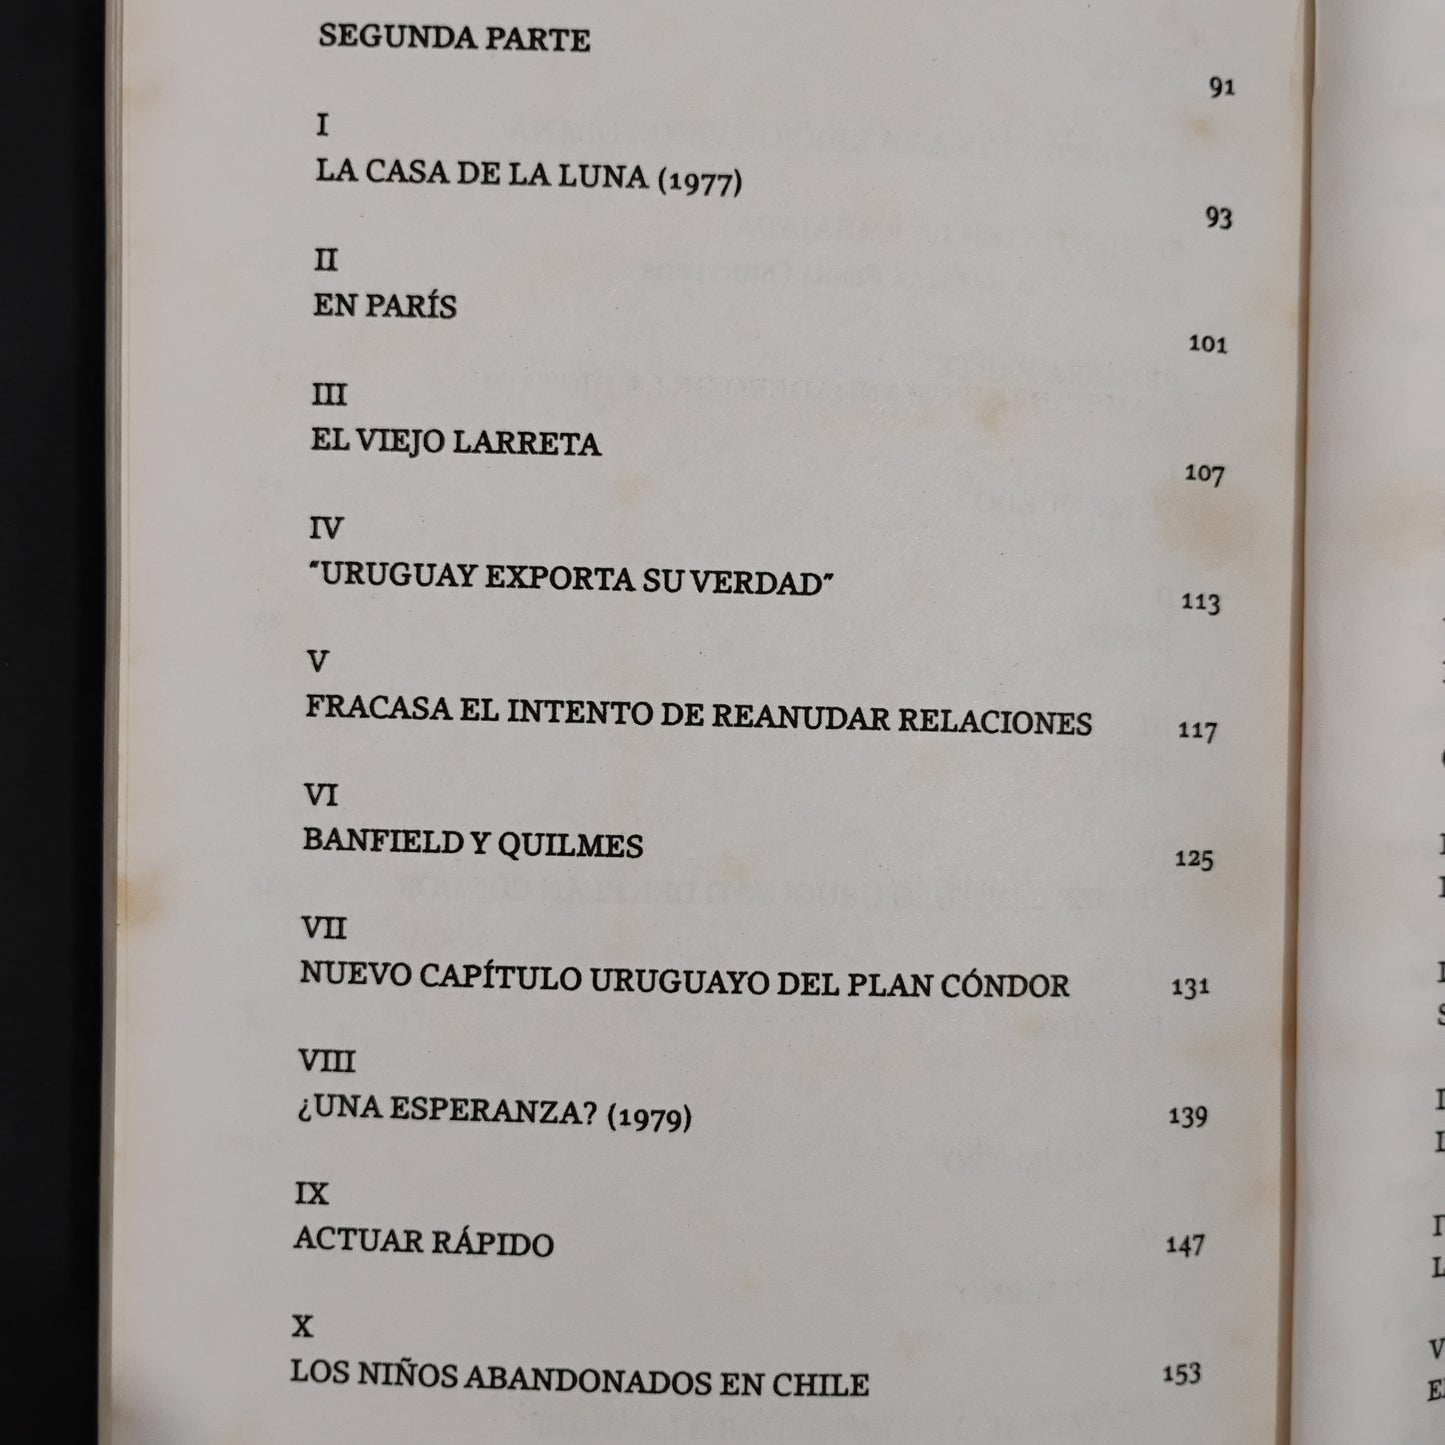 SEGUNDA PARTE
91
I
LA CASA DE LA LUNA (1977)
93
II
EN PARÍS
101
III
EL VIEJO LARRETA
107
IV
"URUGUAY EXPORTA SU VERDAD"
113
V
FRACASA EL INTENTO DE REANUDAR RELACIONES
117
VI
BANFIELD Y QUILMES
125
VII
NUEVO CAPÍTULO URUGUAYO DEL PLAN CÓNDOR
131
VIII
¿UNA ESPERANZA? (1979)
139
IX
ACTUAR RÁPIDO
147
X
LOS NIÑOS ABANDONADOS EN CHILE
153